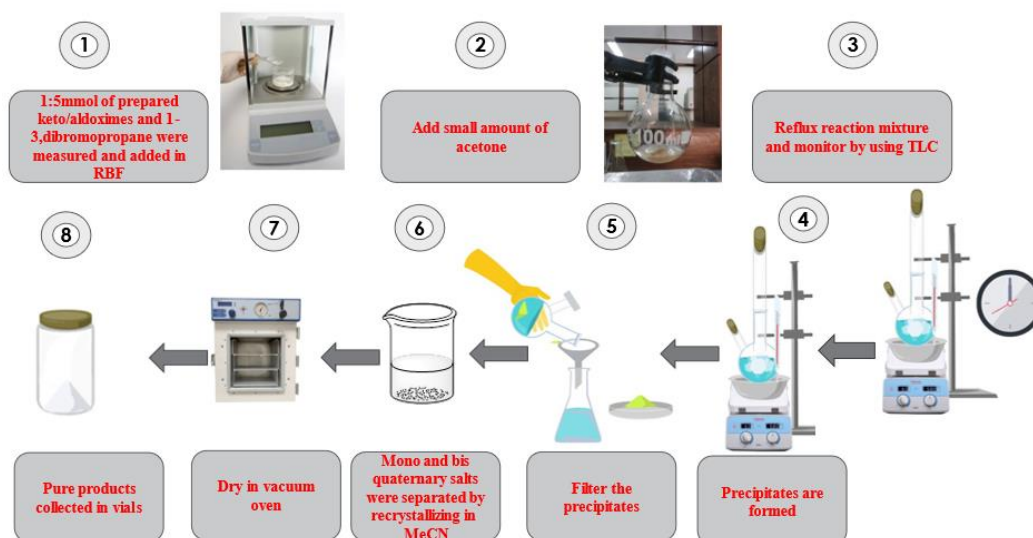 1
2
3
1:5mmol of prepared
keto/aldoximes and 1-
3,dibromopropane were
measured and added in
RBF
Add small amount of
acetone
100ml
Reflux reaction mixture
and monitor by using TLC
8
7
6
5
4
Pure products
collected in vials
Dry in vacuum
oven
Mono and bis
quaternary salts
were separated by
recrystallizing in
MeCN
Filter the
precipitates
Precipitates are
formed